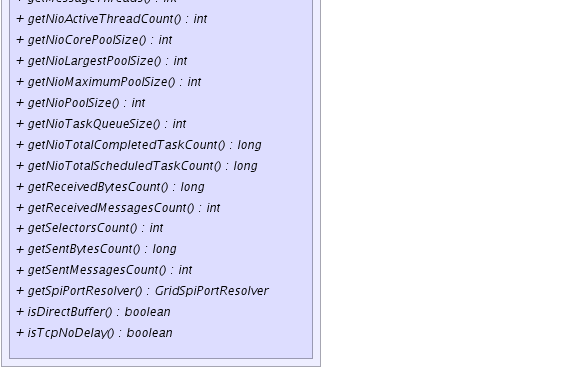 + getMessageThreads() : int
+ getNioActiveThreadCount() : int
+ getNioCorePoolSize() : int
+ getNioLargestPoolSize() : int
+ getNioMaximumPoolSize() : int
+ getNioPoolSize() : int
+ getNioTaskQueueSize() : int
+ getNioTotalCompletedTaskCount() : long
+ getNioTotalScheduledTaskCount() : long
+ getReceivedBytesCount() : long
+ getReceivedMessagesCount() : int
+ getSelectorsCount() : int
+ getSentBytesCount() : long
+ getSentMessagesCount() : int
+ getSpiPortResolver() : GridSpiPortResolver
+ isDirectBuffer() : boolean
+ isTcpNoDelay() : boolean